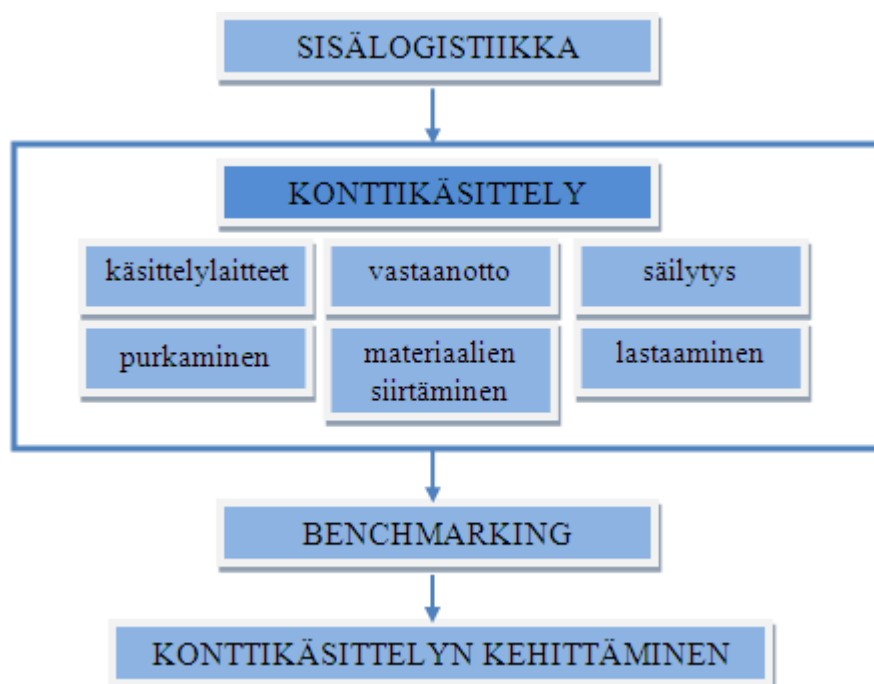 SISÄLOGISTIIKKA
KONTTIKÄSITTELY
käsittelylaitteet
vastaanotto
säilytys
purkaminen
materiaalien
siirtäminen
lastaaminen
BENCHMARKING
KONTTIKÄSITTELYN KEHITTÄMINEN